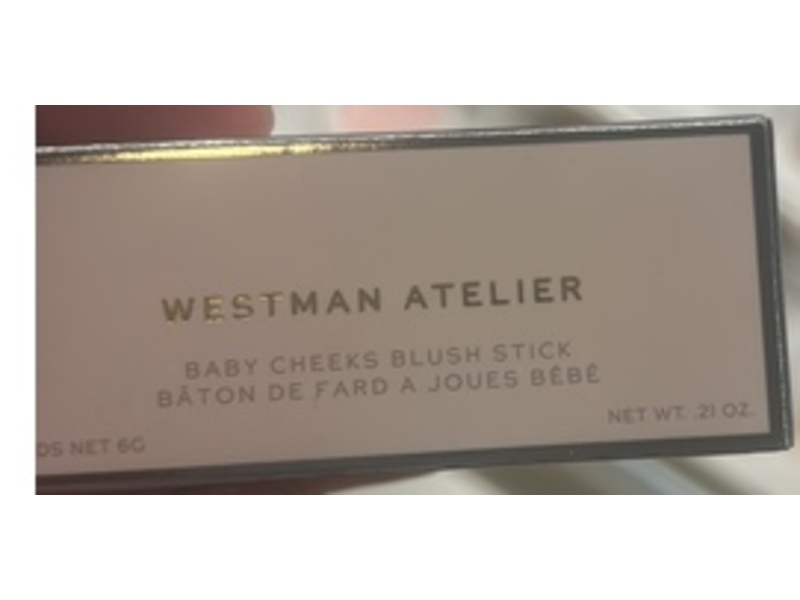 WESTMAN ATELIER
BABY CHEEKS BLUSH STICK
BÂTON DE FARD A JOUES BÉBÉ
NET WT. .21 OZ.
DS NET 6G